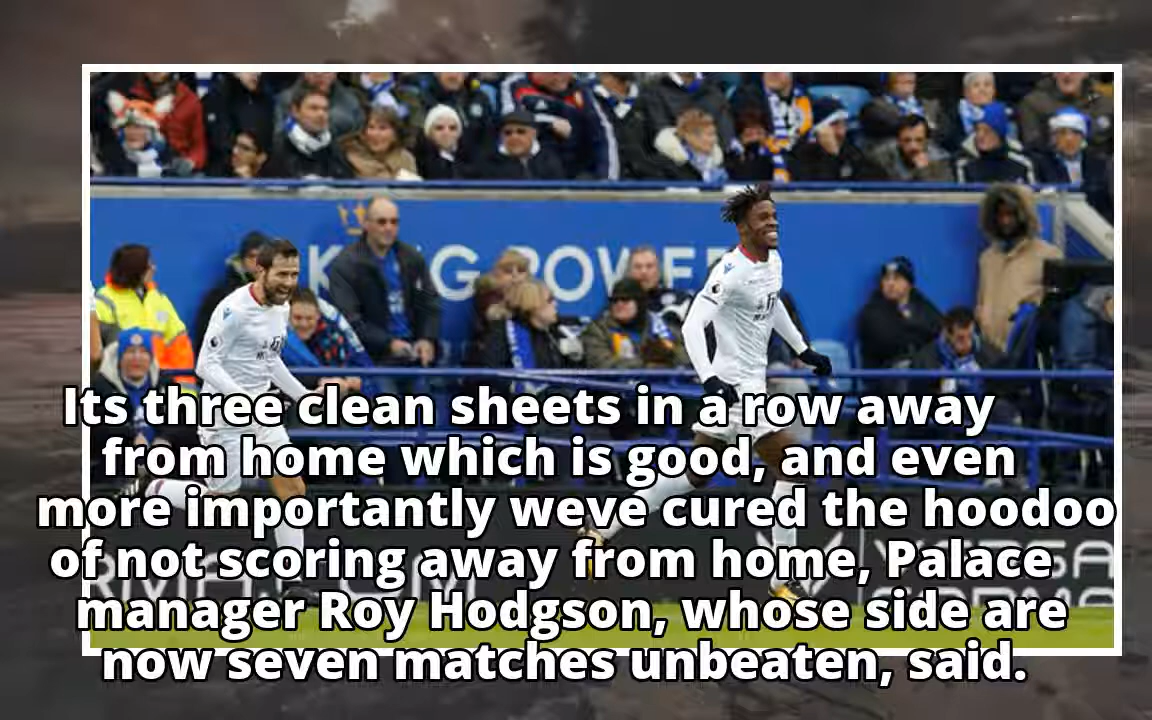 KING POWER
Its three clean sheets in a row away
from home which is good, and even
more importantly weve cured the hoodoo
of not scoring away from home, Palace
manager Roy Hodgson, whose side are
now seven matches unbeaten, said.